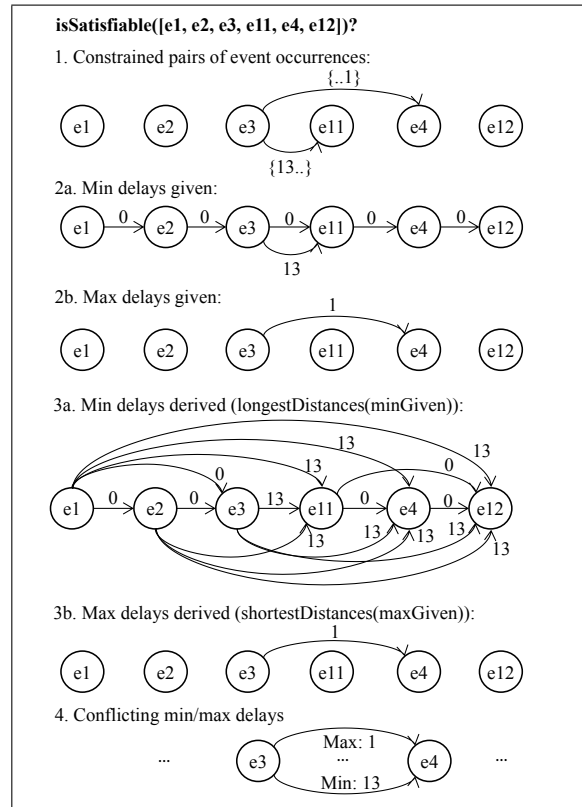 isSatisfiable([e1, e2, e3, e11, e4, e12])?
1. Constrained pairs of event occurrences:
{..1}
e1 e2 e3 e11 e4 e12
{13..}
2a. Min delays given:
0 0 0 0 0
e1 e2 e3 e11 e4 e12
13
2b. Max delays given:
1
e1 e2 e3 e11 e4 e12
3a. Min delays derived (longestDistances(minGiven)):
13 13
0 13 0
0 0 13 0 0
e1 e2 e3 e11 e4 e12
13 13 13 13 13
13
3b. Max delays derived (shortestDistances(maxGiven)):
1
e1 e2 e3 e11 e4 e12
4. Conflicting min/max delays
Max: 1
... e3 ... e4 ...
Min: 13